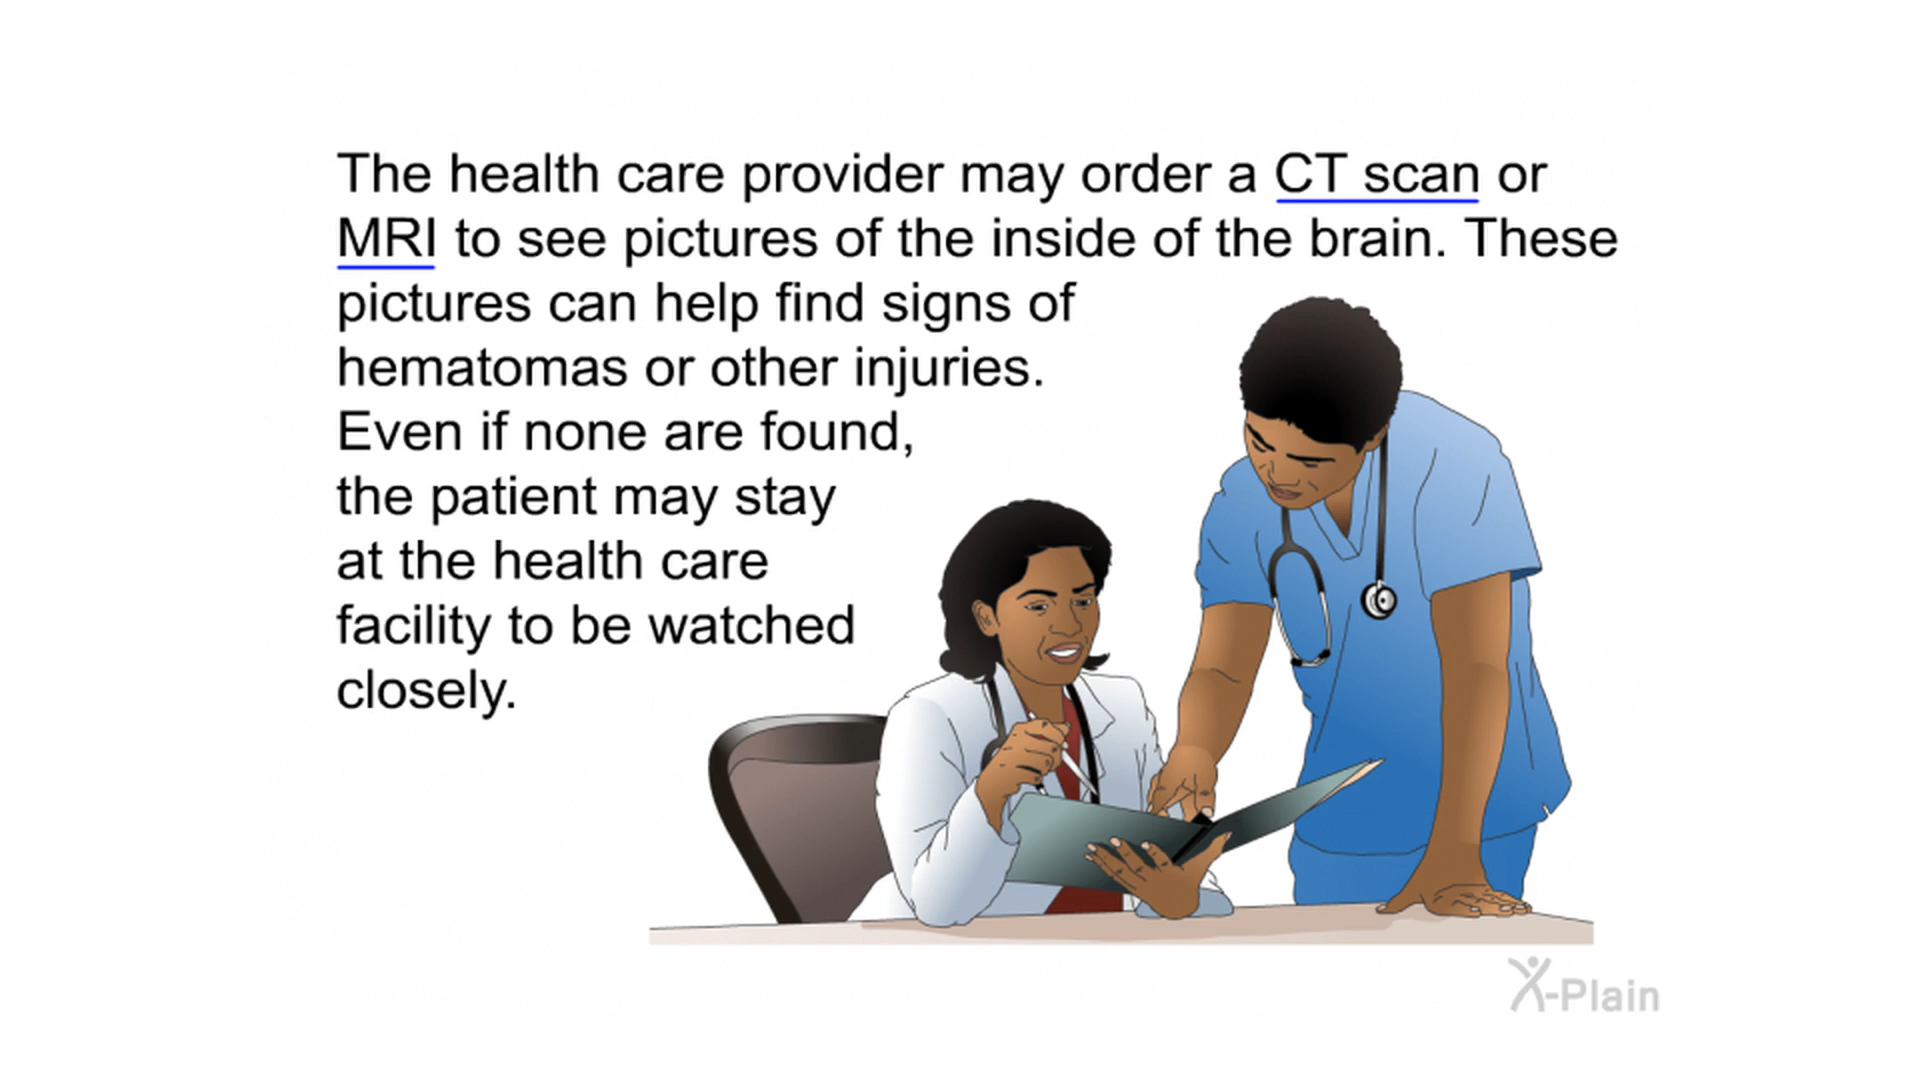 The health care provider may order a CT scan or
MRI to see pictures of the inside of the brain. These
pictures can help find signs of
hematomas or other injuries.
Even if none are found,
the patient may stay
at the health care
facility to be watched
closely.
X-Plain